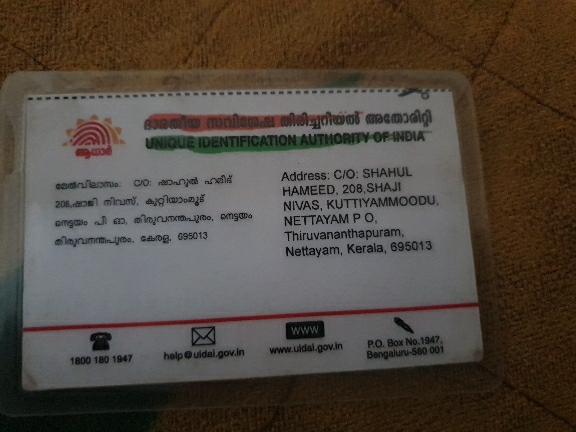 ഭാരതീയ സവിശേഷ തിരിച്ചറിയൽ അതോരിറ്റി
UNIQUE IDENTIFICATION AUTHORITY OF INDIA
ആധാർ
മേൽവിലാസം: C/O: ഷാഹുൽ ഹമീദ്
208,ഷാജി നിവസ്, കുറ്റിയാംമൂട്
നെട്ടയം പി ഓ, തിരുവനന്തപുരം, നെട്ടയം
തിരുവനന്തപുരം, കേരള, 695013
Address: C/O: SHAHUL
HAMEED, 208,SHAJI
NIVAS, KUTTIYAMMOODU,
NETTAYAM P O,
Thiruvananthapuram,
Nettayam, Kerala, 695013
1800 180 1947
help@uidai.gov.in
WWW
www.uidai.gov.in
P.O. Box No.1947,
Bengaluru-560 001